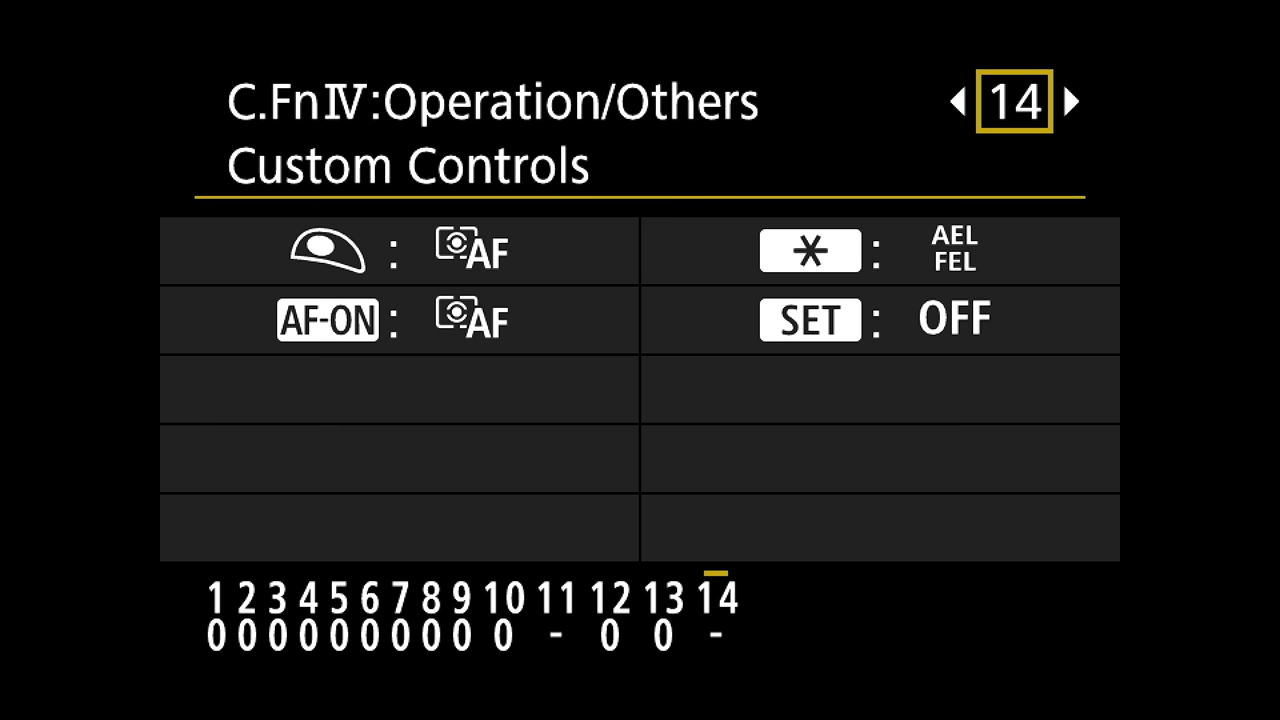 C.FnⅣ:Operation/Others 14
Custom Controls
: AF * : AEL FEL
AF-ON : AF SET : OFF
1 2 3 4 5 6 7 8 9 10 11 12 13 14
0 0 0 0 0 0 0 0 0 0 - 0 0 -